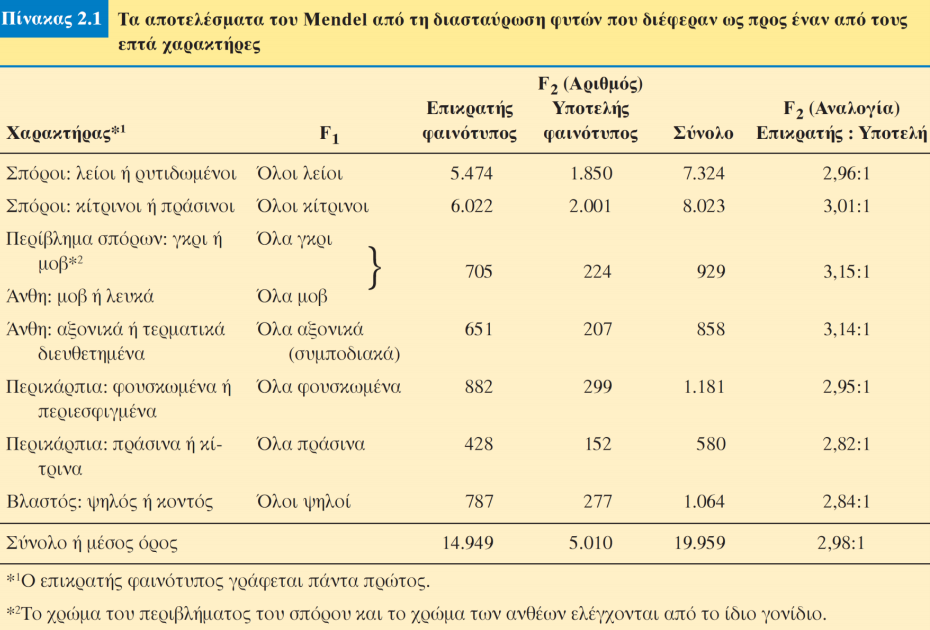 Πίνακας 2.1 Τα αποτελέσματα του Mendel από τη διασταύρωση φυτών που διέφεραν ως προς έναν από τους
επτά χαρακτήρες
F2 (Αριθμός)
Επικρατής Υποτελής F2 (Αναλογία)
Χαρακτήρας*1 F1 φαινότυπος φαινότυπος Σύνολο Επικρατής : Υποτελή
Σπόροι: λείοι ή ρυτιδωμένοι Όλοι λείοι 5.474 1.850 7.324 2,96:1
Σπόροι: κίτρινοι ή πράσινοι Όλοι κίτρινοι 6.022 2.001 8.023 3,01:1
Περίβλημα σπόρων: γκρι ή Όλα γκρι
μοβ*2 } 705 224 929 3,15:1
Άνθη: μοβ ή λευκά Όλα μοβ
Άνθη: αξονικά ή τερματικά Όλα αξονικά 651 207 858 3,14:1
διευθετημένα (συμποδιακά)
Περικάρπια: φουσκωμένα ή Όλα φουσκωμένα 882 299 1.181 2,95:1
περιεσφιγμένα
Περικάρπια: πράσινα ή κί- Όλα πράσινα 428 152 580 2,82:1
τρινα
Βλαστός: ψηλός ή κοντός Όλοι ψηλοί 787 277 1.064 2,84:1
Σύνολο ή μέσος όρος 14.949 5.010 19.959 2,98:1
*1Ο επικρατής φαινότυπος γράφεται πάντα πρώτος.
*2Το χρώμα του περιβλήματος του σπόρου και το χρώμα των ανθέων ελέγχονται από το ίδιο γονίδιο.